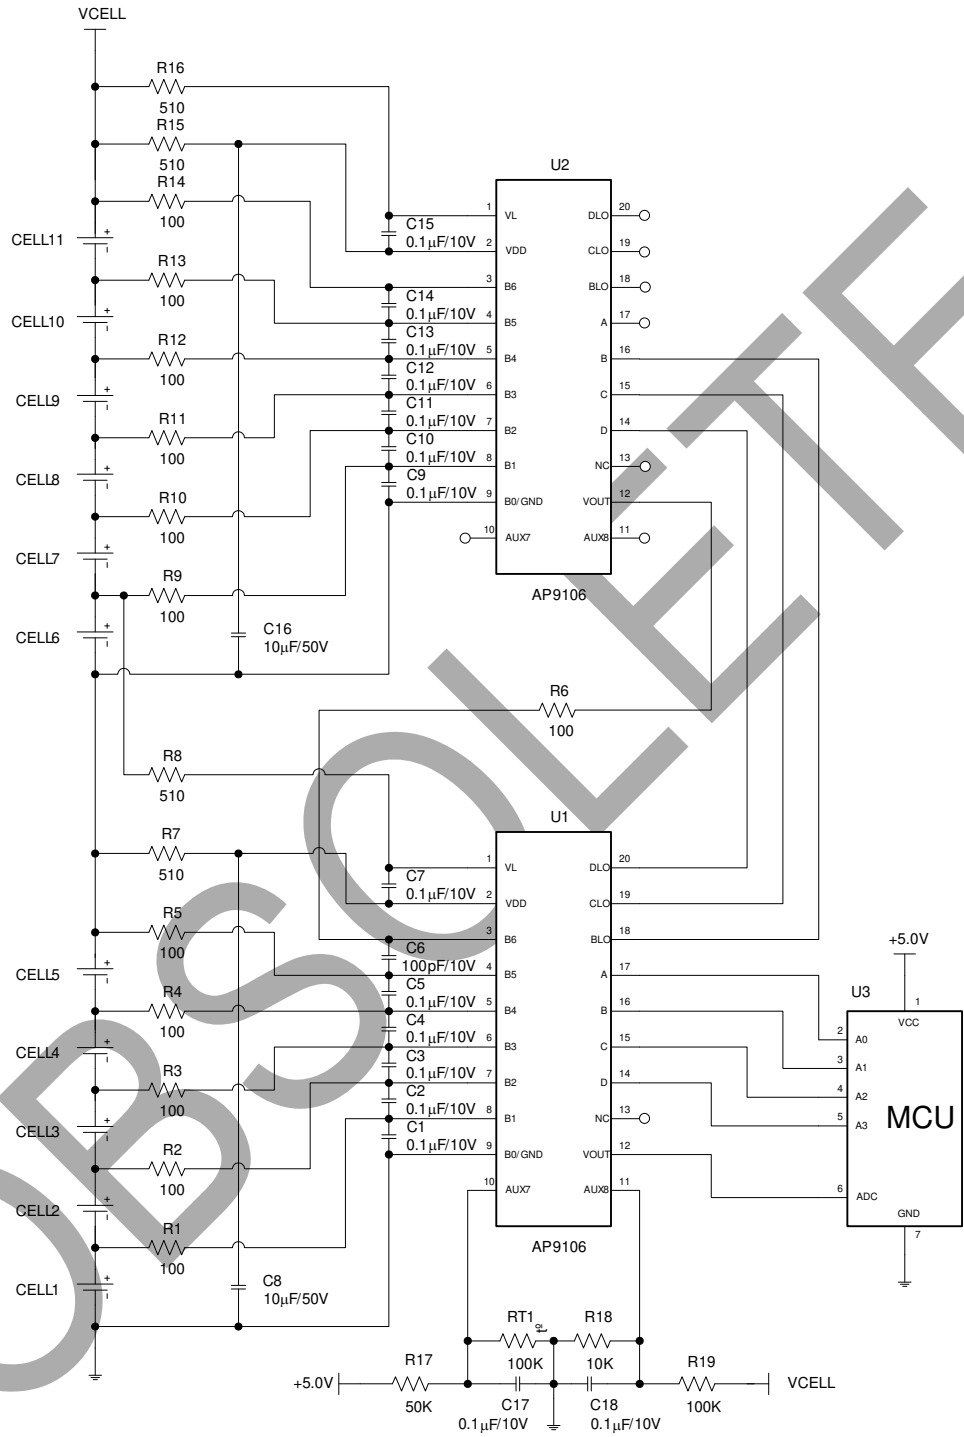 VCELL
R16
510
R15
510
R14
100
CELL11
R13
100
CELL10
R12
100
CELL9
R11
100
CELL8
R10
100
CELL7
R9
100
CELL6
C16
10µF/50V
U2
1 VL DLO 20
C15
0.1µF/10V
2 VDD CLO 19
3 B6 BLO 18
C14
0.1µF/10V
4 B5 A 17
C13
0.1µF/10V
5 B4 B 16
C12
0.1µF/10V
6 B3 C 15
C11
0.1µF/10V
7 B2 D 14
C10
0.1µF/10V
8 B1 NC 13
C9
0.1µF/10V
9 B0/GND VOUT 12
10 AUX7 AUX8 11
AP9106
R6
100
R8
510
R7
510
R5
100
CELL5
R4
100
CELL4
R3
100
CELL3
R2
100
CELL2
R1
100
CELL1
C8
10µF/50V
U1
1 VL DLO 20
C7
0.1µF/10V
2 VDD CLO 19
3 B6 BLO 18
C6
100pF/10V
4 B5 A 17
C5
0.1µF/10V
5 B4 B 16
C4
0.1µF/10V
6 B3 C 15
C3
0.1µF/10V
7 B2 D 14
C2
0.1µF/10V
8 B1 NC 13
C1
0.1µF/10V
9 B0/GND VOUT 12
10 AUX7 AUX8 11
AP9106
+5.0V
U3
1
VCC
2 A0
3 A1
4 A2
5 A3
MCU
6 ADC
GND
7
RT1
t°
100K
R18
10K
+5.0V
R17
50K
C17
0.1µF/10V
C18
0.1µF/10V
R19
100K
VCELL
OBSOLETE